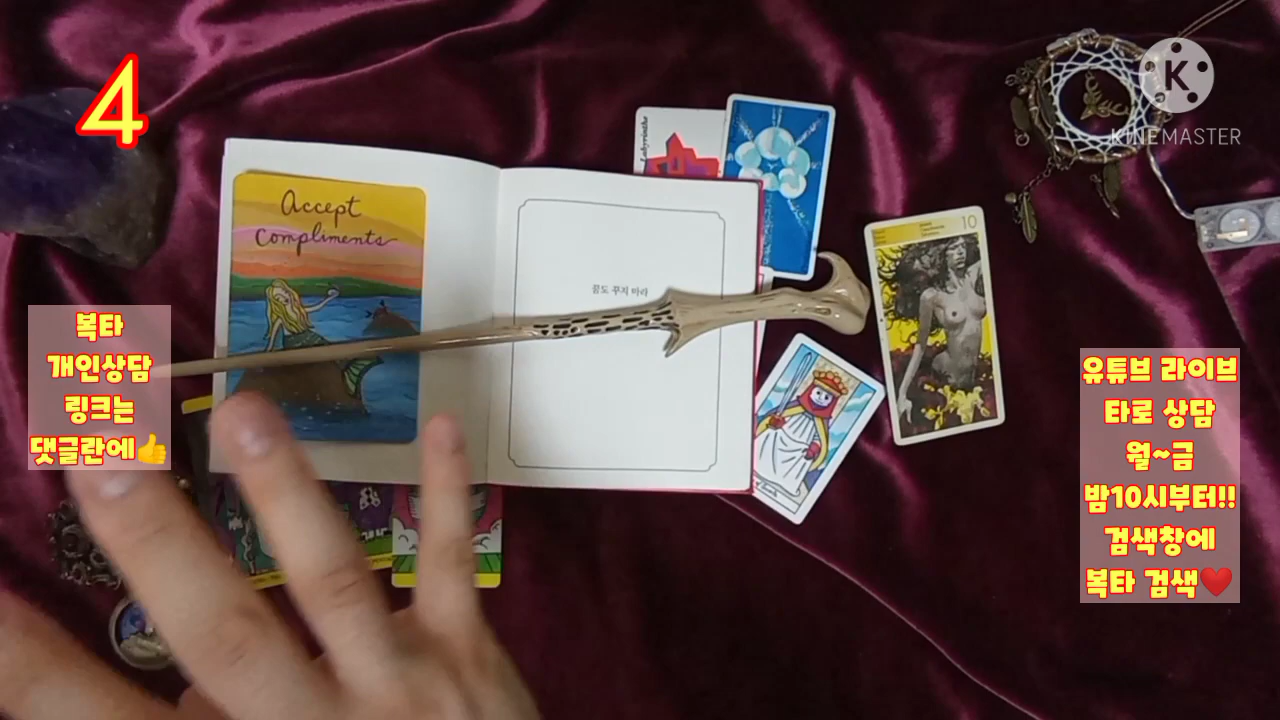 4
K
KINEMASTER
Labyrinthe
Accept
Compliments
10
꿈도 꾸지 마라
복타
개인상담
링크는
댓글란에👍
유튜브 라이브
타로 상담
월~금
밤10시부터!!
검색창에
복타 검색❤️